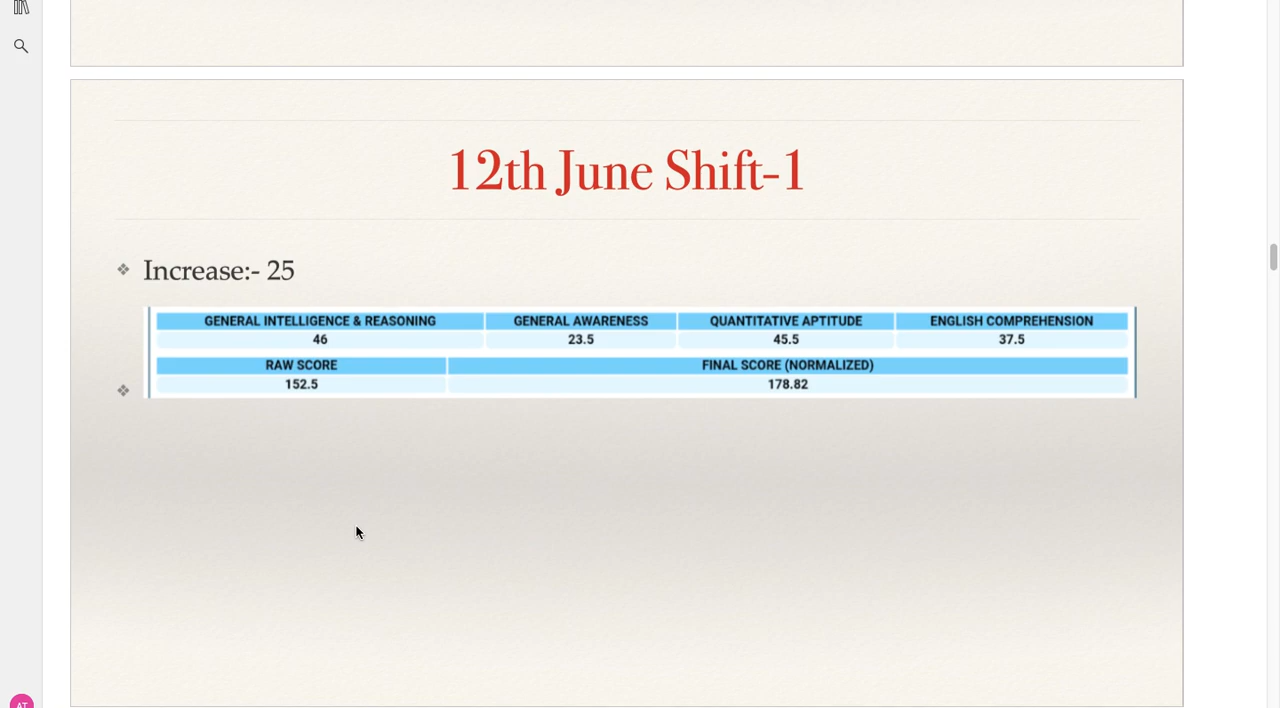 12th June Shift-1
Increase:- 25
GENERAL INTELLIGENCE & REASONING GENERAL AWARENESS QUANTITATIVE APTITUDE ENGLISH COMPREHENSION
46 23.5 45.5 37.5
RAW SCORE FINAL SCORE (NORMALIZED)
152.5 178.82
AT